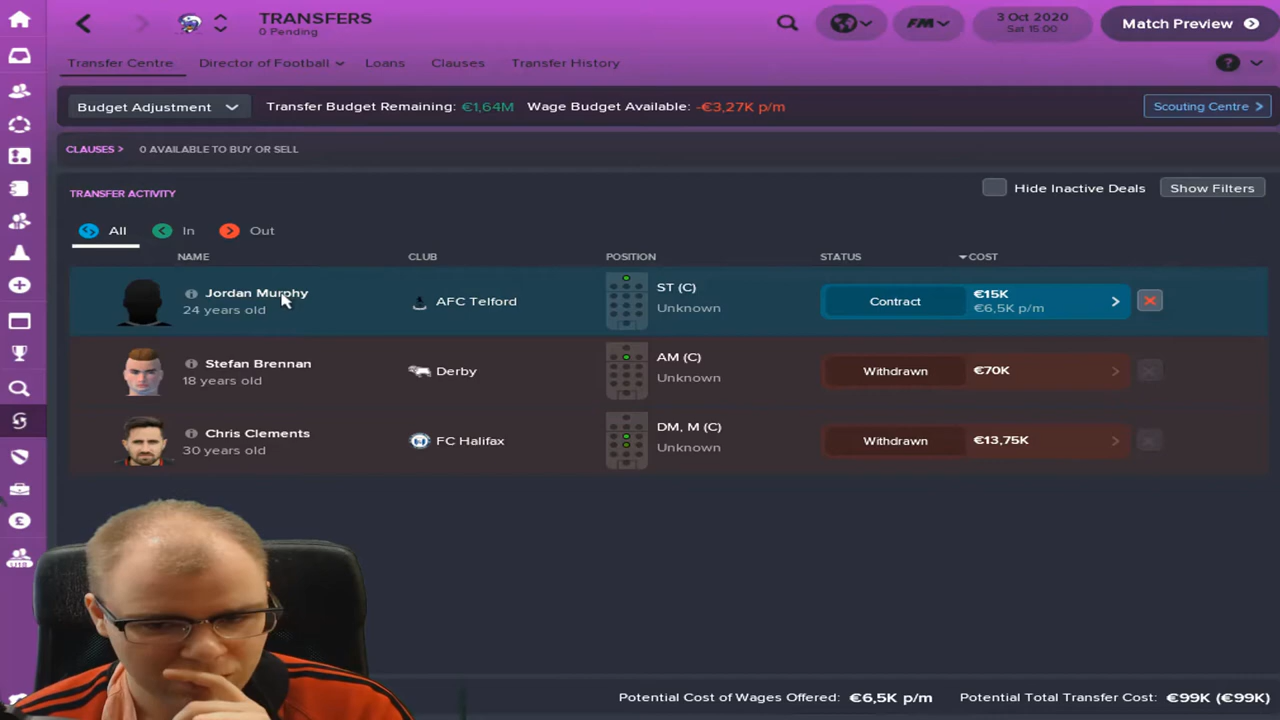 TRANSFERS
0 Pending
FM
3 Oct 2020
Sat 15:00
Match Preview
Transfer Centre
Director of Football
Loans
Clauses
Transfer History
?
Budget Adjustment
Transfer Budget Remaining: €1,64M
Wage Budget Available: -€3,27K p/m
Scouting Centre >
CLAUSES >
0 AVAILABLE TO BUY OR SELL
TRANSFER ACTIVITY
Hide Inactive Deals
Show Filters
All
In
Out
NAME
CLUB
POSITION
STATUS
COST
Jordan Murphy
24 years old
AFC Telford
ST (C)
Unknown
Contract
€15K
€6,5K p/m
Stefan Brennan
18 years old
Derby
AM (C)
Unknown
Withdrawn
€70K
Chris Clements
30 years old
FC Halifax
DM, M (C)
Unknown
Withdrawn
€13,75K
U18
Potential Cost of Wages Offered: €6,5K p/m
Potential Total Transfer Cost: €99K (€99K)